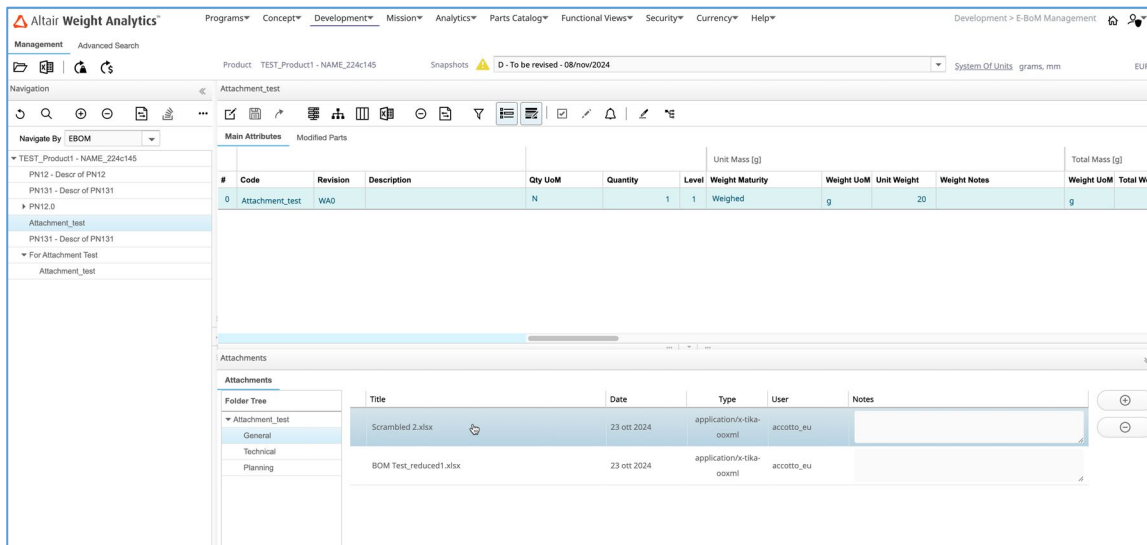 Altair Weight Analytics™ Programs Concept Development Mission Analytics Parts Catalog Functional Views Security Currency Help Development > E-BoM Management
Management Advanced Search
Product TEST_Product1 - NAME_224c145 Snapshots D - To be revised - 08/nov/2024 System Of Units grams, mm EUR
Navigation Attachment_test
Navigate By EBOM Main Attributes Modified Parts
TEST_Product1 - NAME_224c145 Unit Mass [g] Total Mass [g]
PN12 - Descr of PN12 # Code Revision Description Qty UoM Quantity Level Weight Maturity Weight UoM Unit Weight Weight Notes Weight UoM
PN131 - Descr of PN131 0 Attachment_test WA0 N 1 1 Weighed g 20 g
PN12.0
Attachment_test
PN131 - Descr of PN131
For Attachment Test
Attachment_test
Attachments
Attachments
Folder Tree Title Date Type User Notes
Attachment_test Scrambled 2.xlsx 23 ott 2024 application/x-tika-ooxml accotto_eu
General
Technical
Planning BOM Test_reduced1.xlsx 23 ott 2024 application/x-tika-ooxml accotto_eu